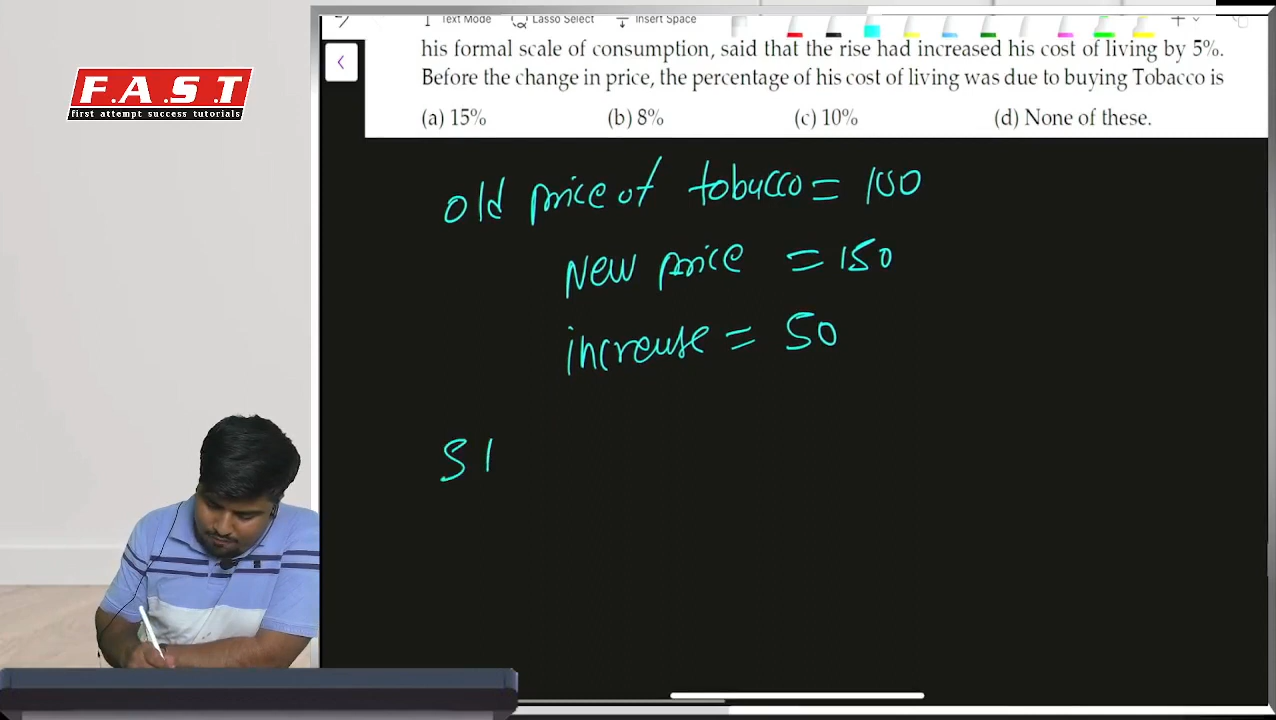 Text Mode Lasso Select Insert Space
F.A.S.T
first attempt success tutorials
his formal scale of consumption, said that the rise had increased his cost of living by 5%.
Before the change in price, the percentage of his cost of living was due to buying Tobacco is
(a) 15% (b) 8% (c) 10% (d) None of these.
old price of tobacco = 100
New price = 150
increase = 50